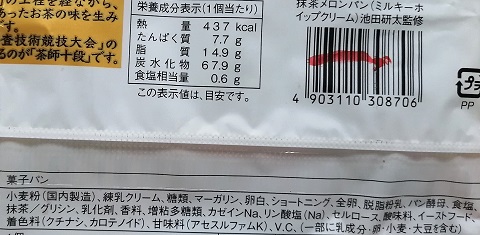 の工程を経ながら、
あってお茶の味を生み
す。
査技術競技大会」の
るのが「茶師十段」です。
栄養成分表示(1個当たり)
熱量 437 kcal
たんぱく質 7.7 g
脂質 14.9 g
炭水化物 67.9 g
食塩相当量 0.6 g
この表示値は、目安です。
抹茶メロンパン(ミルキーホ
イップクリーム)池田研太監修
4 903110 308706
プラ
PP
菓子パン
小麦粉(国内製造)、練乳クリーム、糖類、マーガリン、卵白、ショートニング、全卵、脱脂粉乳、パン酵母、食塩、
抹茶/グリシン、乳化剤、香料、増粘多糖類、カゼインNa、リン酸塩(Na)、セルロース、酸味料、イーストフード、
着色料(クチナシ、カロテノイド)、甘味料(アセスルファムK)、V.C、(一部に乳成分・卵・小麦・大豆を含む)